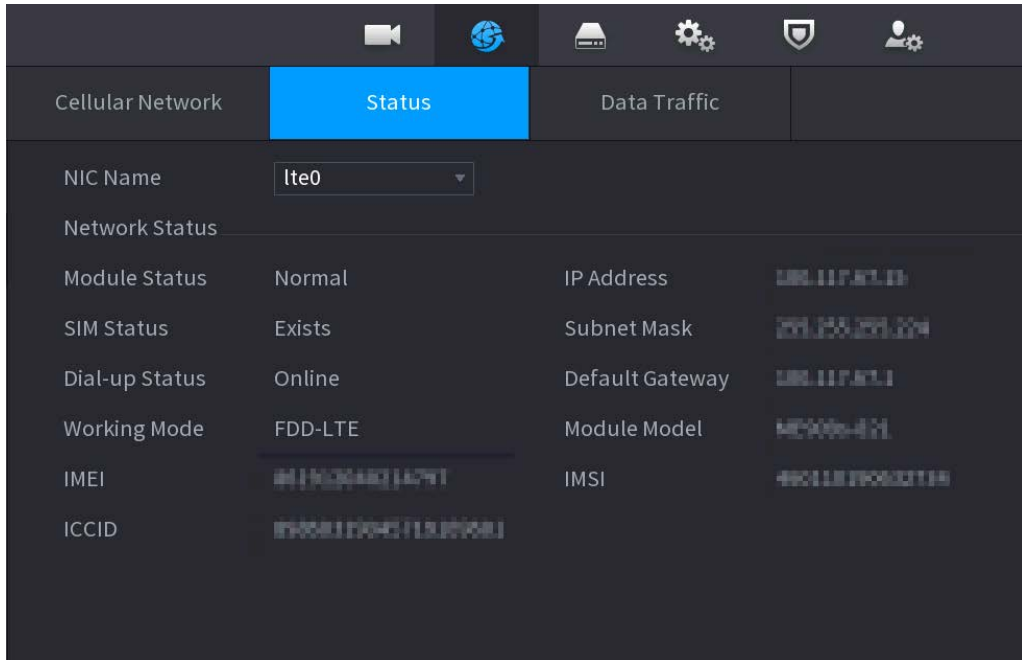 Cellular Network Status Data Traffic
NIC Name lte0
Network Status
Module Status Normal IP Address
SIM Status Exists Subnet Mask
Dial-up Status Online Default Gateway
Working Mode FDD-LTE Module Model
IMEI IMSI
ICCID